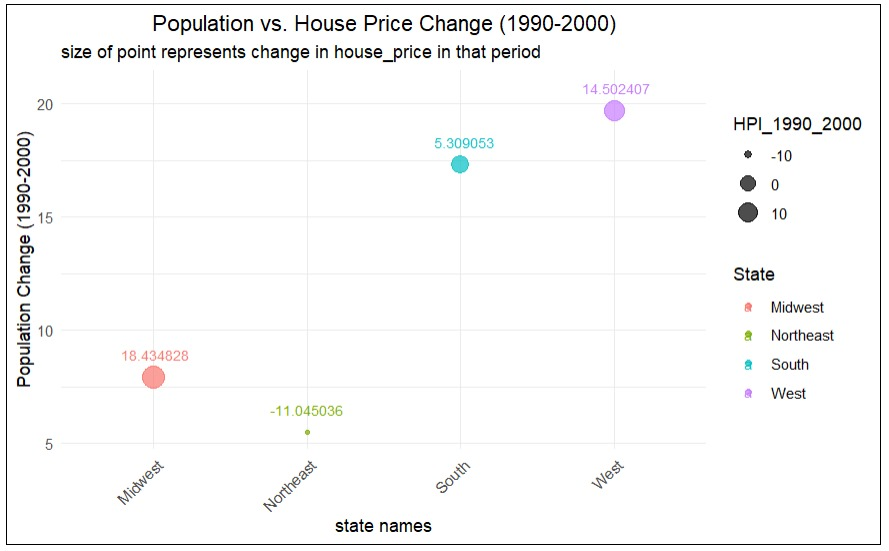 Population vs. House Price Change (1990-2000)
size of point represents change in house_price in that period
Population Change (1990-2000)
20
15
10
5
14.502407
5.309053
18.434828
-11.045036
Midwest
Northeast
South
West
state names
HPI_1990_2000
-10
0
10
State
Midwest
Northeast
South
West